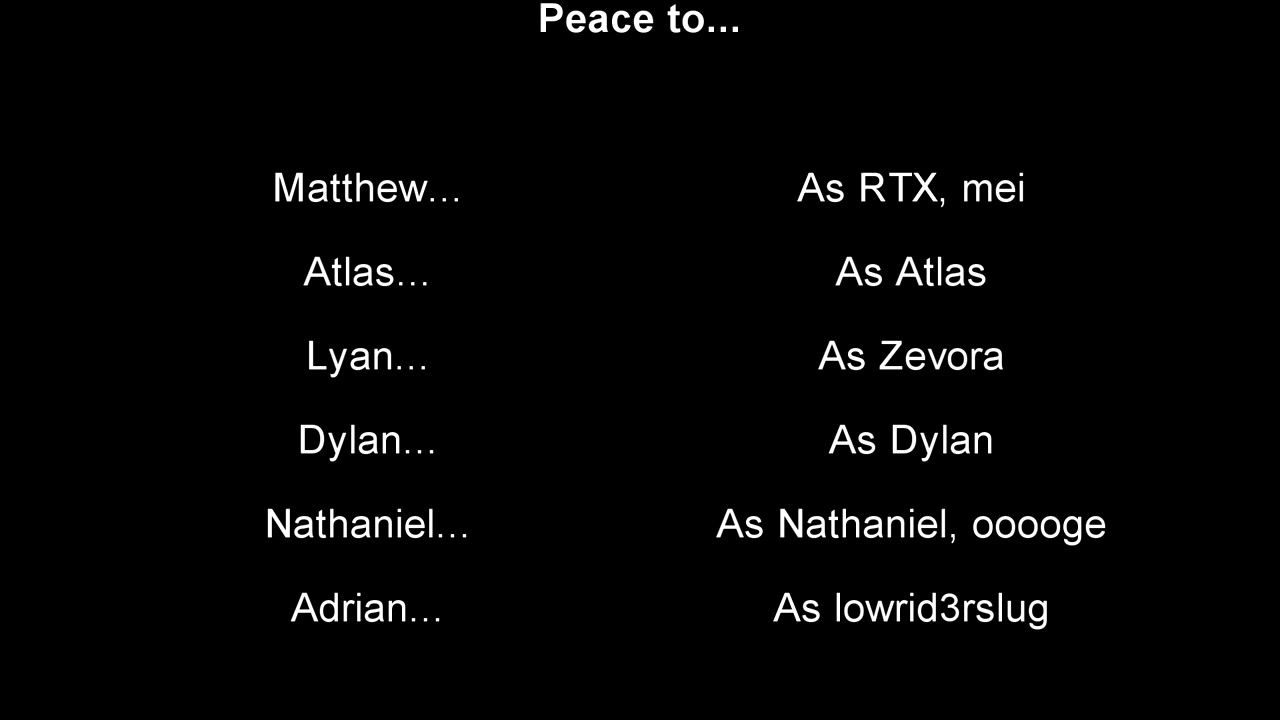 Peace to...
Matthew... As RTX, mei
Atlas... As Atlas
Lyan... As Zevora
Dylan... As Dylan
Nathaniel... As Nathaniel, ooooge
Adrian... As lowrid3rslug